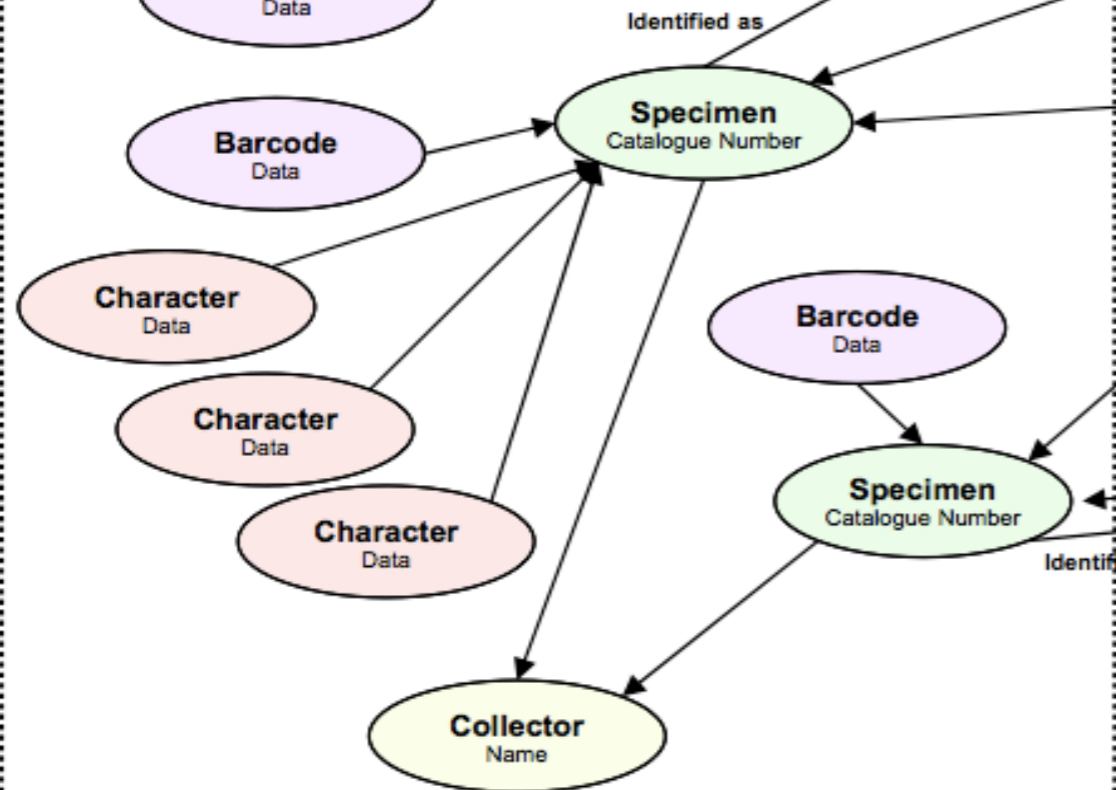 Data
Identified as
Specimen
Catalogue Number
Barcode
Data
Character
Data
Barcode
Data
Character
Data
Specimen
Catalogue Number
Character
Data
Identif
Collector
Name